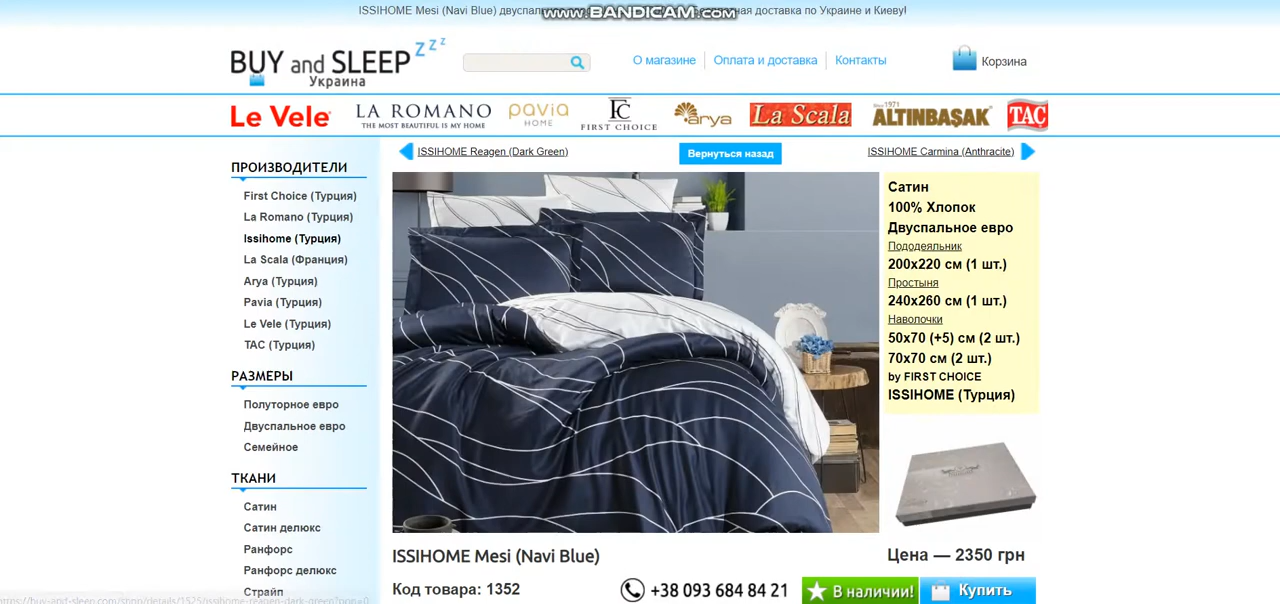 ISSIHOME Mesi (Navi Blue) двуспальное доставка по Украине и Киеву!
www.BANDICAM.com
BUY and SLEEP z z z
Украина
О магазине
Оплата и доставка
Контакты
Корзина
Le Vele
LA ROMANO
THE MOST BEAUTIFUL IS MY HOME
pavia
HOME
FC
FIRST CHOICE
arya
La Scala
Since 1971
ALTINBAŞAK
TAÇ
ISSIHOME Reagen (Dark Green)
Вернуться назад
ISSIHOME Carmina (Anthracite)
ПРОИЗВОДИТЕЛИ
First Choice (Турция)
La Romano (Турция)
Issihome (Турция)
La Scala (Франция)
Arya (Турция)
Pavia (Турция)
Le Vele (Турция)
TAC (Турция)
РАЗМЕРЫ
Полуторное евро
Двуспальное евро
Семейное
ТКАНИ
Сатин
Сатин делюкс
Ранфорс
Ранфорс делюкс
Страйп
Сатин
100% Хлопок
Двуспальное евро
Пододеяльник
200x220 см (1 шт.)
Простыня
240x260 см (1 шт.)
Наволочки
50x70 (+5) см (2 шт.)
70x70 см (2 шт.)
by FIRST CHOICE
ISSIHOME (Турция)
ISSIHOME Mesi (Navi Blue)
Цена — 2350 грн
Код товара: 1352
+38 093 684 84 21
В наличии!
Купить